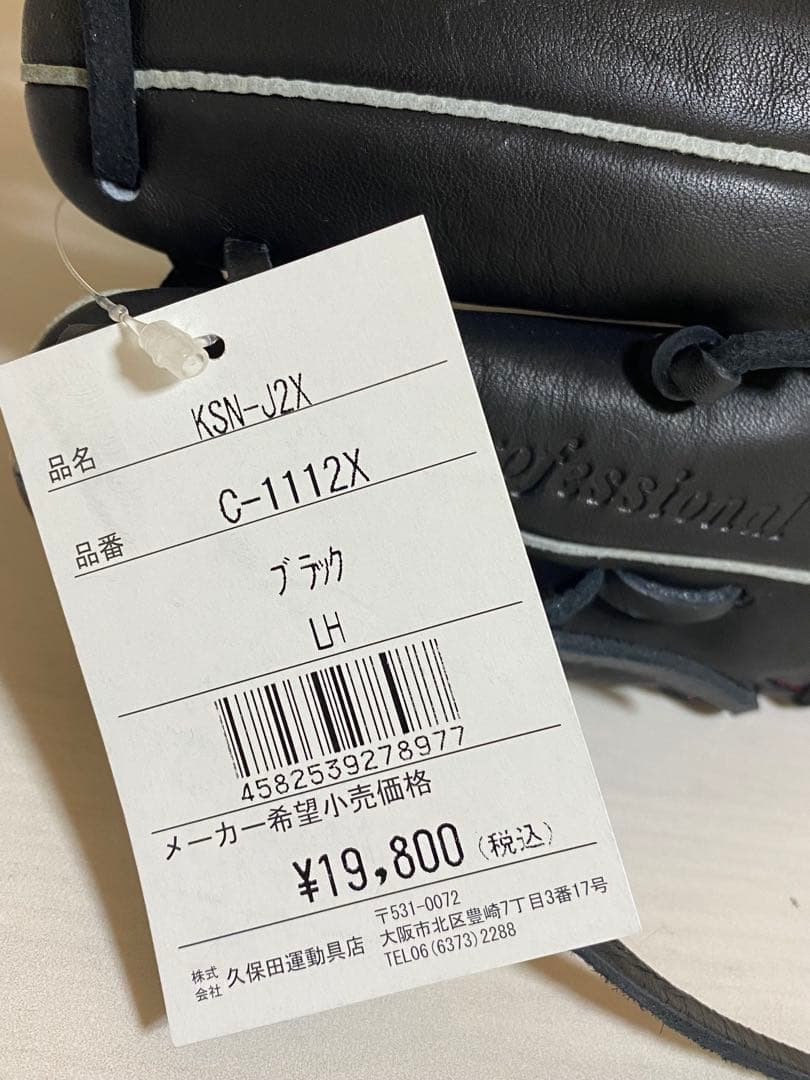 品名 KSN-J2X
品番 C-1112X
ブラック
LH
4582539278977
メーカー希望小売価格
¥19,800(税込)
株式会社 久保田運動具店
〒531-0072
大阪市北区豊崎7丁目3番17号
TEL06(6373)2288